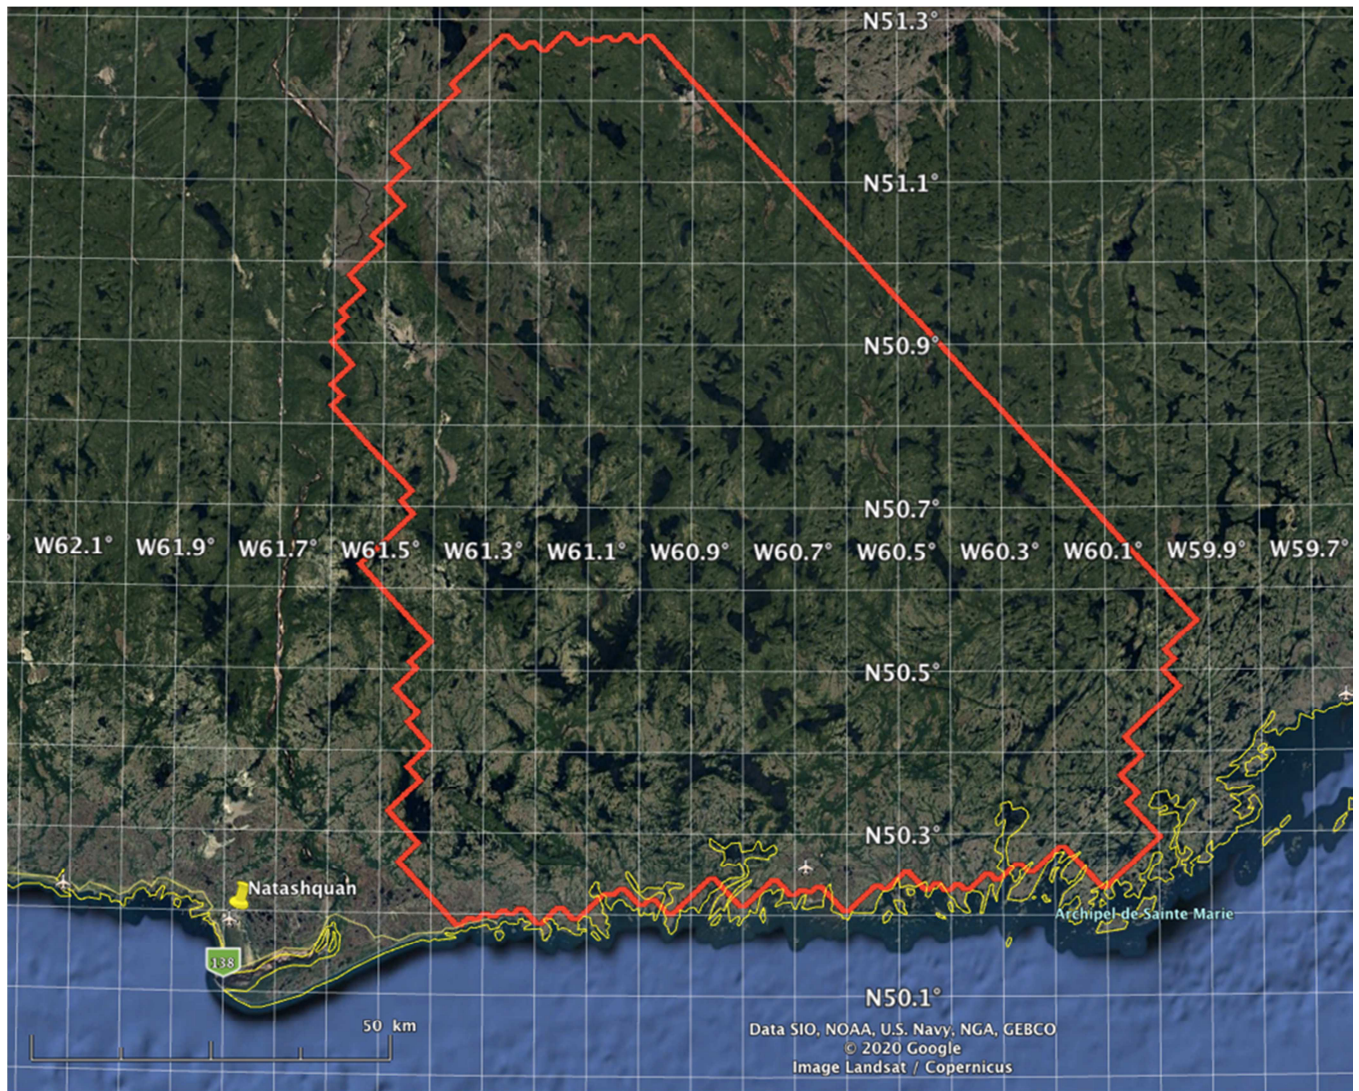 N51.3°
N51.1°
N50.9°
N50.7°
W62.1° W61.9° W61.7° W61.5° W61.3° W61.1° W60.9° W60.7° W60.5° W60.3° W60.1° W59.9° W59.7°
N50.5°
N50.3°
Natashquan
Archipel de Sainte Marie
138
N50.1°
50 km
Data SIO, NOAA, U.S. Navy, NGA, GEBCO
© 2020 Google
Image Landsat / Copernicus